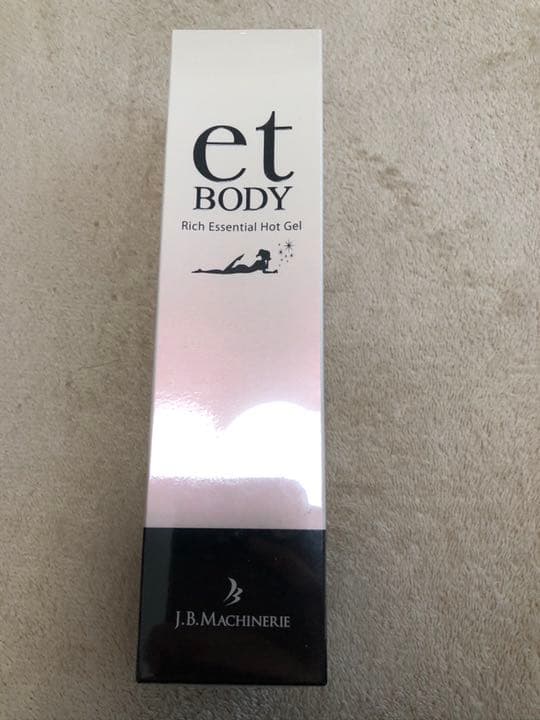 et
BODY
Rich Essential Hot Gel
J.B.MACHINERIE